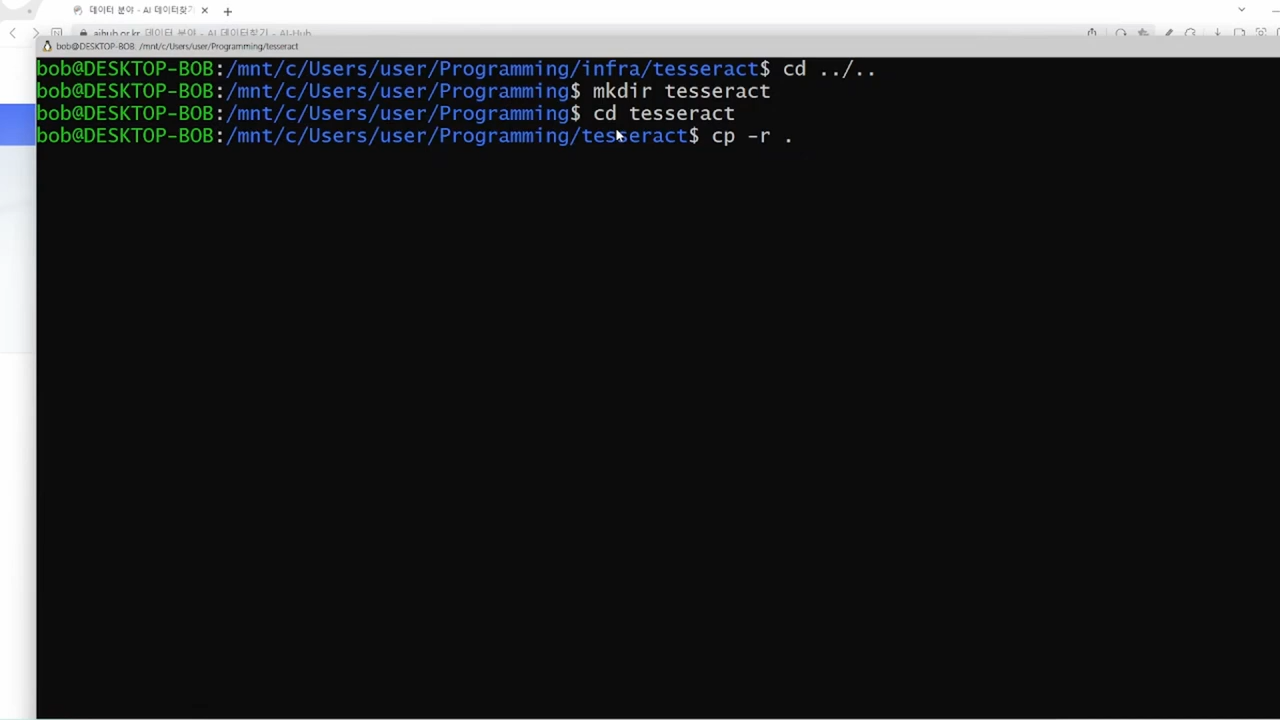 데이터 분야 - AI 데이터찾기
aihub.or.kr 데이터 분야 - AI 데이터찾기 - AI-Hub
bob@DESKTOP-BOB: /mnt/c/Users/user/Programming/tesseract
bob@DESKTOP-BOB:/mnt/c/Users/user/Programming/infra/tesseract$ cd ../..
bob@DESKTOP-BOB:/mnt/c/Users/user/Programming$ mkdir tesseract
bob@DESKTOP-BOB:/mnt/c/Users/user/Programming$ cd tesseract
bob@DESKTOP-BOB:/mnt/c/Users/user/Programming/tesseract$ cp -r .